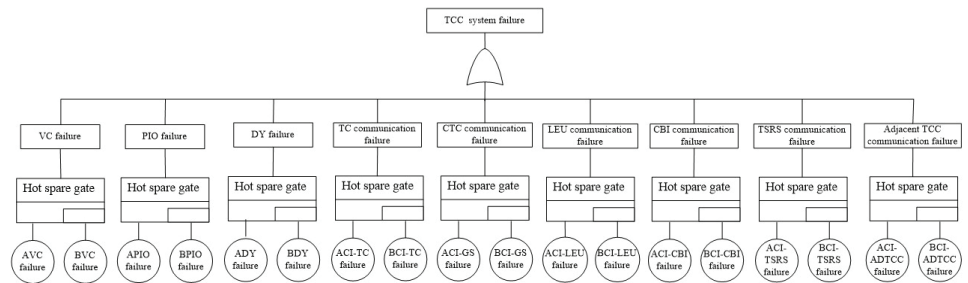 TCC system failure
VC failure
PIO failure
DY failure
TC communication
failure
CTC communication
failure
LEU communication
failure
CBI communication
failure
TSRS communication
failure
Adjacent TCC
communication failure
Hot spare gate
Hot spare gate
Hot spare gate
Hot spare gate
Hot spare gate
Hot spare gate
Hot spare gate
Hot spare gate
Hot spare gate
AVC
failure
BVC
failure
APIO
failure
BPIO
failure
ADY
failure
BDY
failure
ACI-TC
failure
BCI-TC
failure
ACI-GS
failure
BCI-GS
failure
ACI-LEU
failure
BCI-LEU
failure
ACI-CBI
failure
BCI-CBI
failure
ACI-
TSRS
failure
BCI-
TSRS
failure
ACI-
ADTCC
failure
BCI-
ADTCC
failure